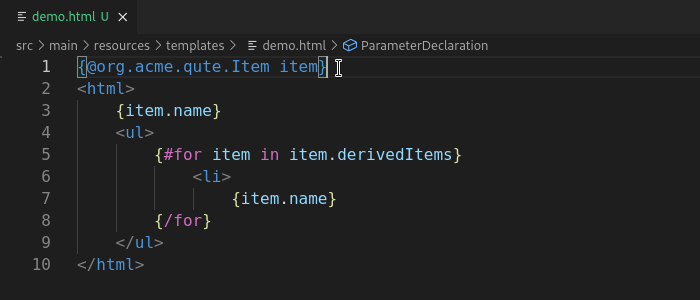 demo.html U
src > main > resources > templates > demo.html > ParameterDeclaration
1 {@org.acme.qute.Item item}
2 <html>
3     {item.name}
4     <ul>
5         {#for item in item.derivedItems}
6             <li>
7                 {item.name}
8         {/for}
9     </ul>
10 </html>